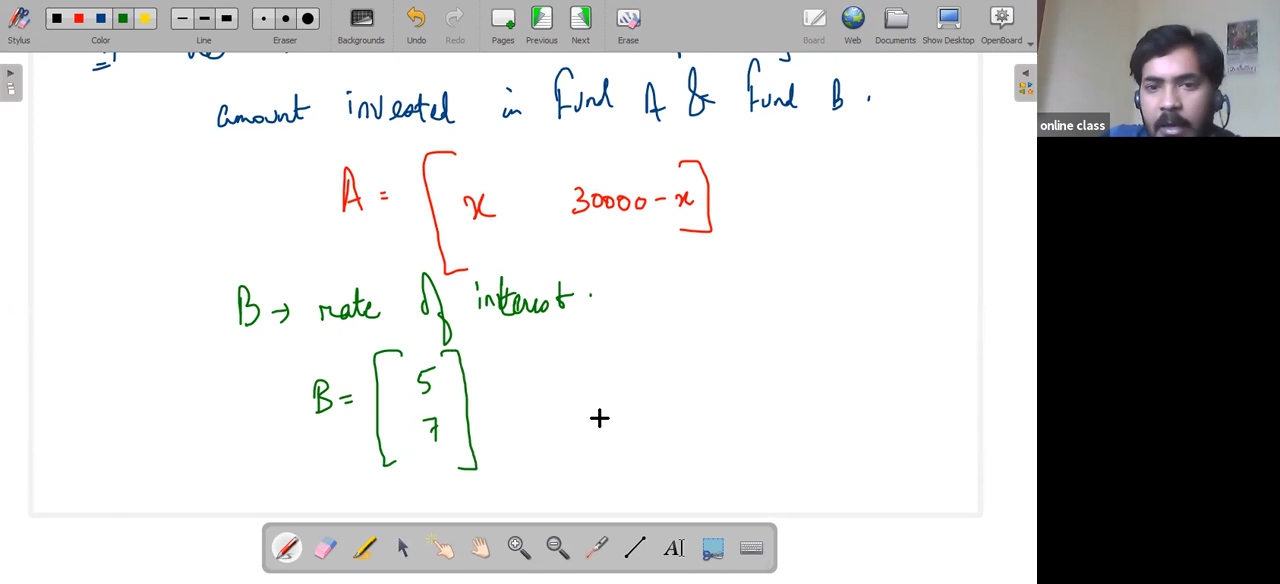 Stylus Color Line Eraser Backgrounds Undo Redo Pages Previous Next Erase Board Web Documents Show Desktop OpenBoard
amount invested in Fund A & Fund B.
online class
A = [ x 30000 - x ]
B → rate of interest.
B = [ 5
7 ]